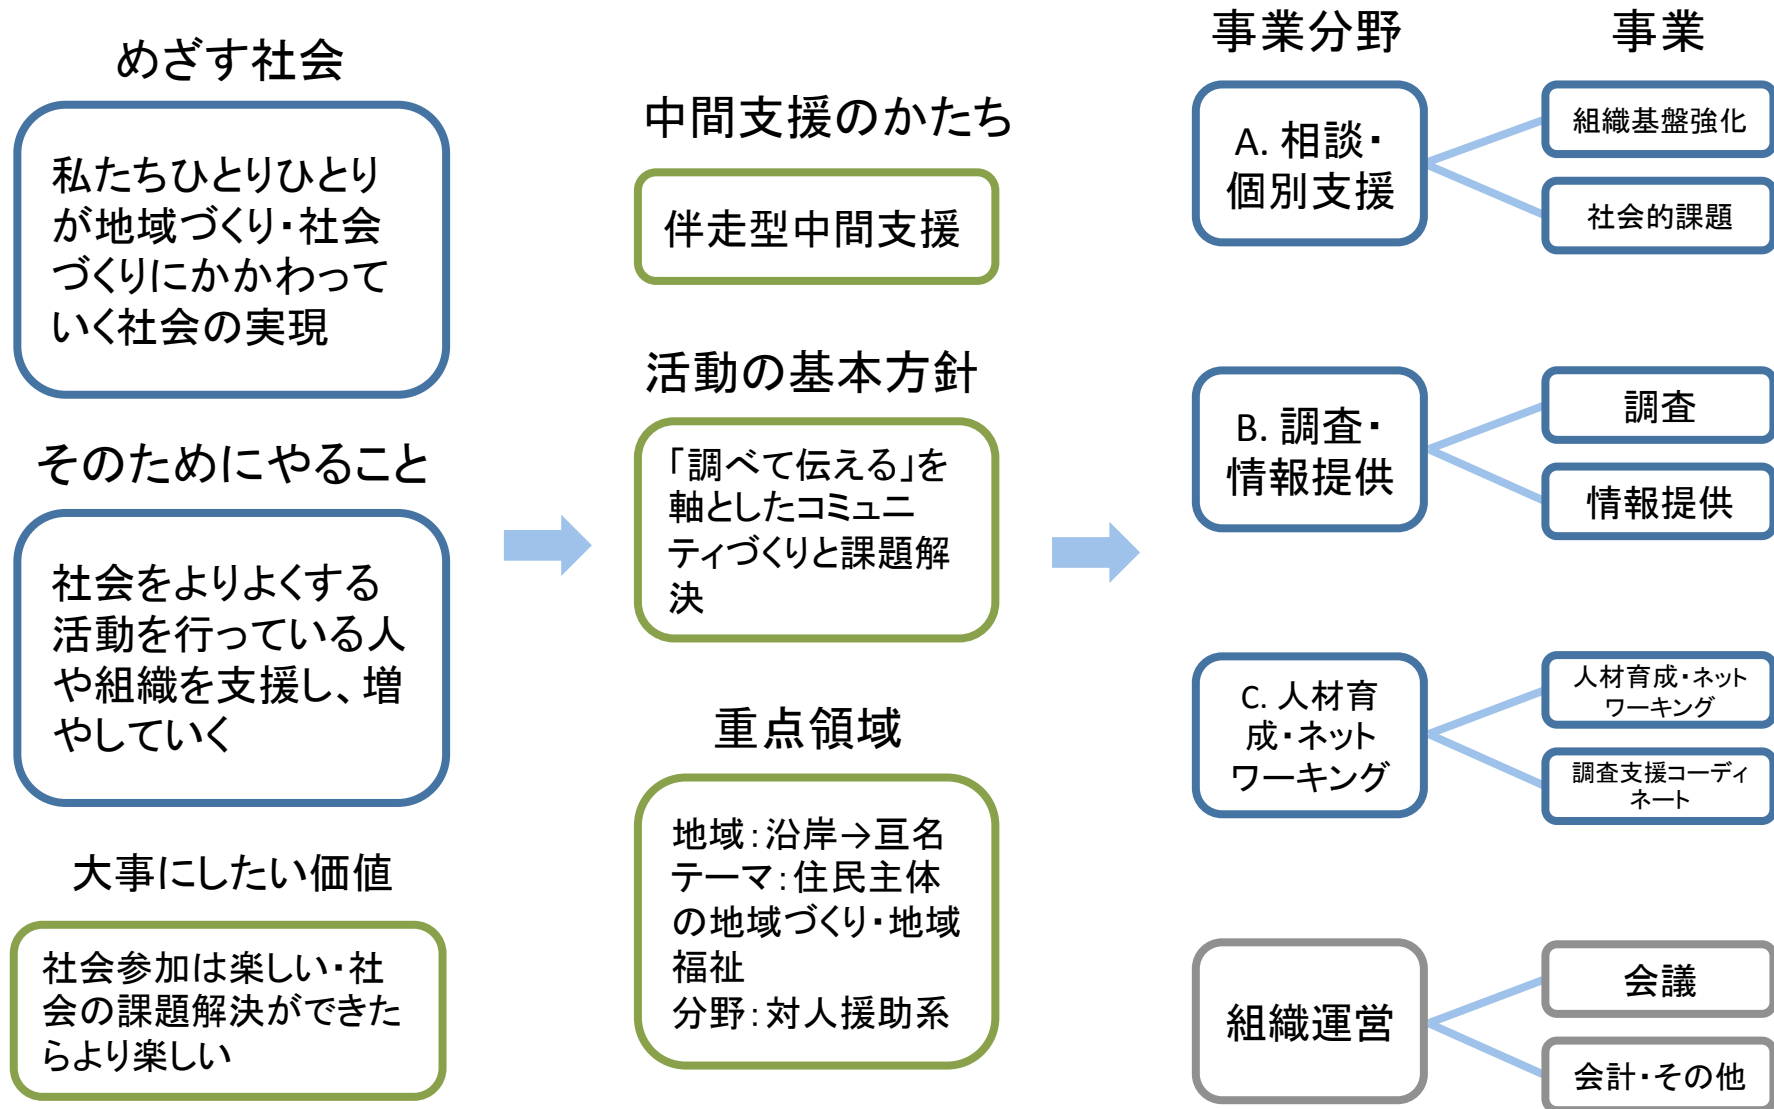 めざす社会
私たちひとりひとり
が地域づくり・社会
づくりにかかわって
いく社会の実現
そのためにやること
社会をよりよくする
活動を行っている人
や組織を支援し、増
やしていく
大事にしたい価値
社会参加は楽しい・社
会の課題解決ができた
らより楽しい
中間支援のかたち
伴走型中間支援
活動の基本方針
「調べて伝える」を
軸としたコミュニ
ティづくりと課題解
決
重点領域
地域：沿岸→亘名
テーマ：住民主体
の地域づくり・地域
福祉
分野：対人援助系
事業分野
事業
A. 相談・
個別支援
組織基盤強化
社会的課題
B. 調査・
情報提供
調査
情報提供
C. 人材育
成・ネット
ワーキング
人材育成・ネット
ワーキング
調査支援コーディ
ネート
組織運営
会議
会計・その他